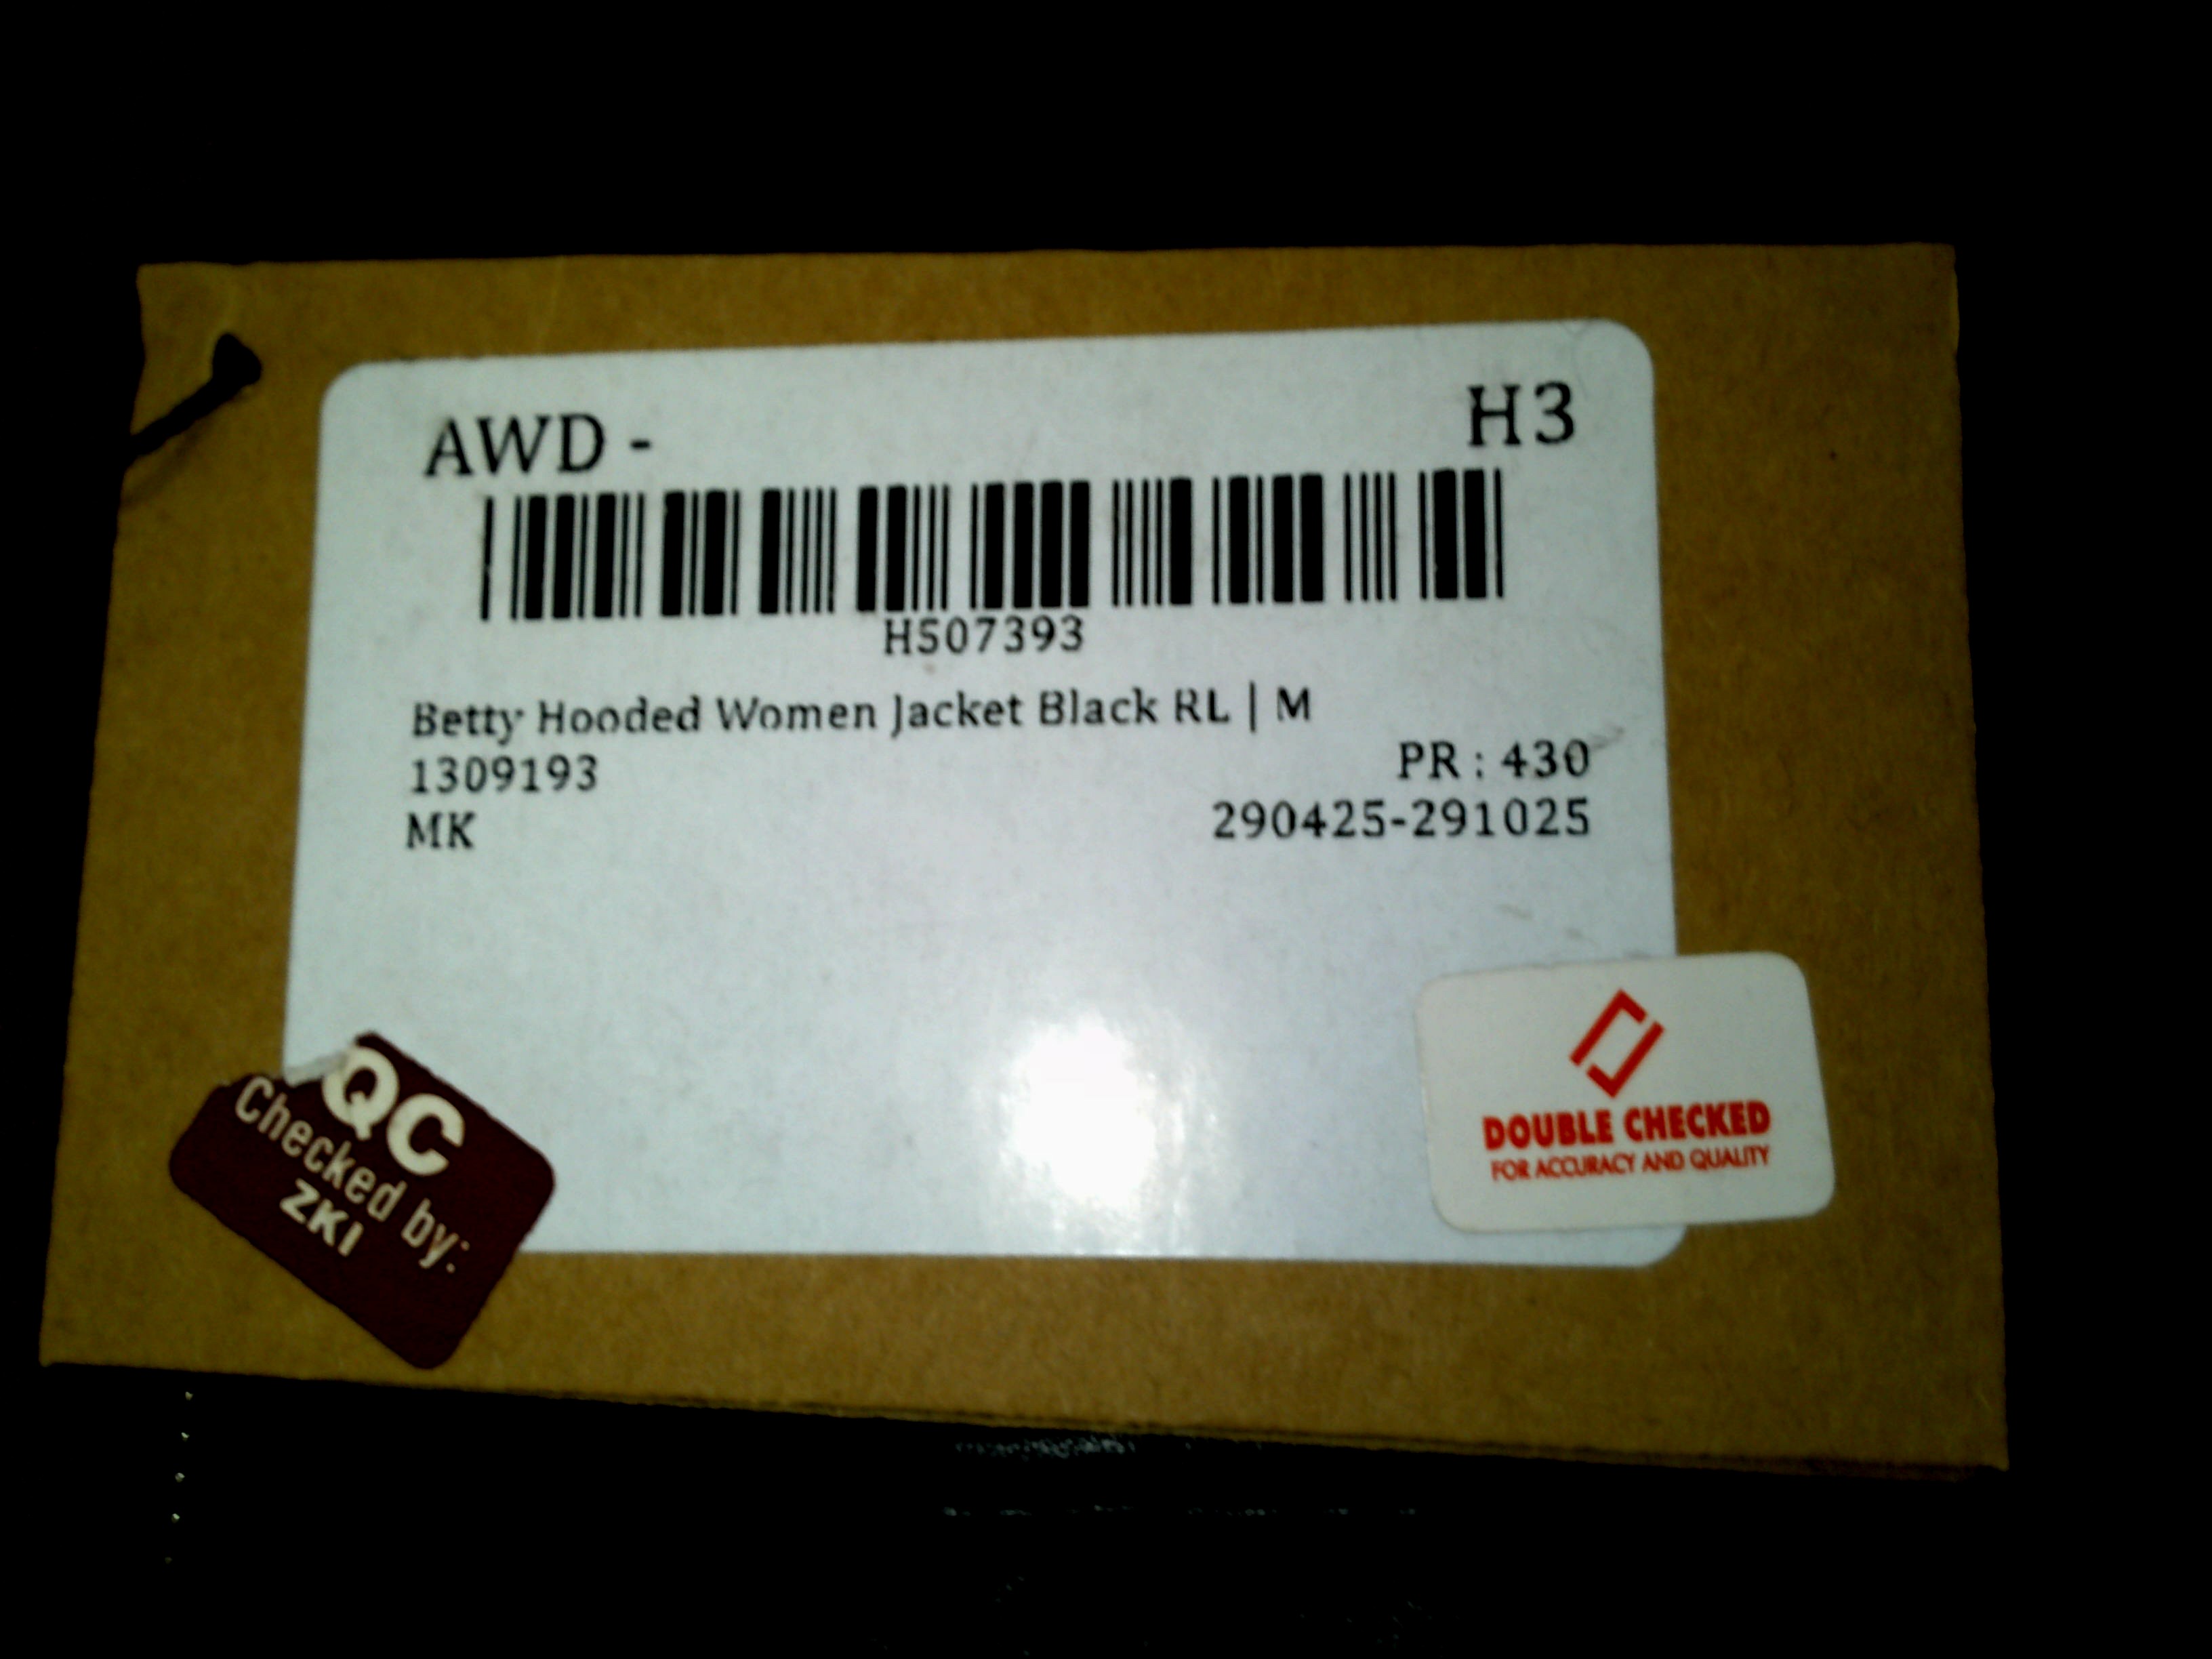 AWD -
H3
H507393
Betty Hooded Women Jacket Black RL | M
1309193
PR : 430
MK
290425-291025
QC
Checked by:
ZKI
DOUBLE CHECKED
FOR ACCURACY AND QUALITY